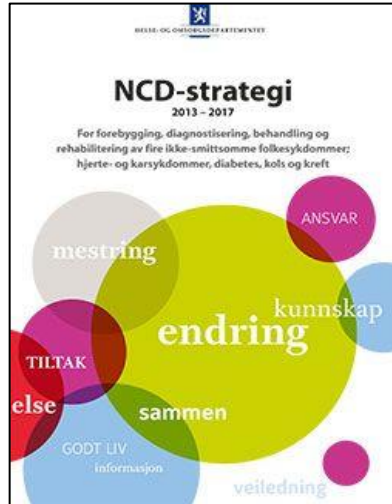 HELSE- OG OMSORGSDEPARTEMENTET
NCD-strategi
2013 – 2017
For forebygging, diagnostisering, behandling og
rehabilitering av fire ikke-smittsomme folkesykdommer;
hjerte- og karsykdommer, diabetes, kols og kreft
ANSVAR
mestring
kunnskap
endring
TILTAK
else
sammen
GODT LIV
informasjon
veiledning